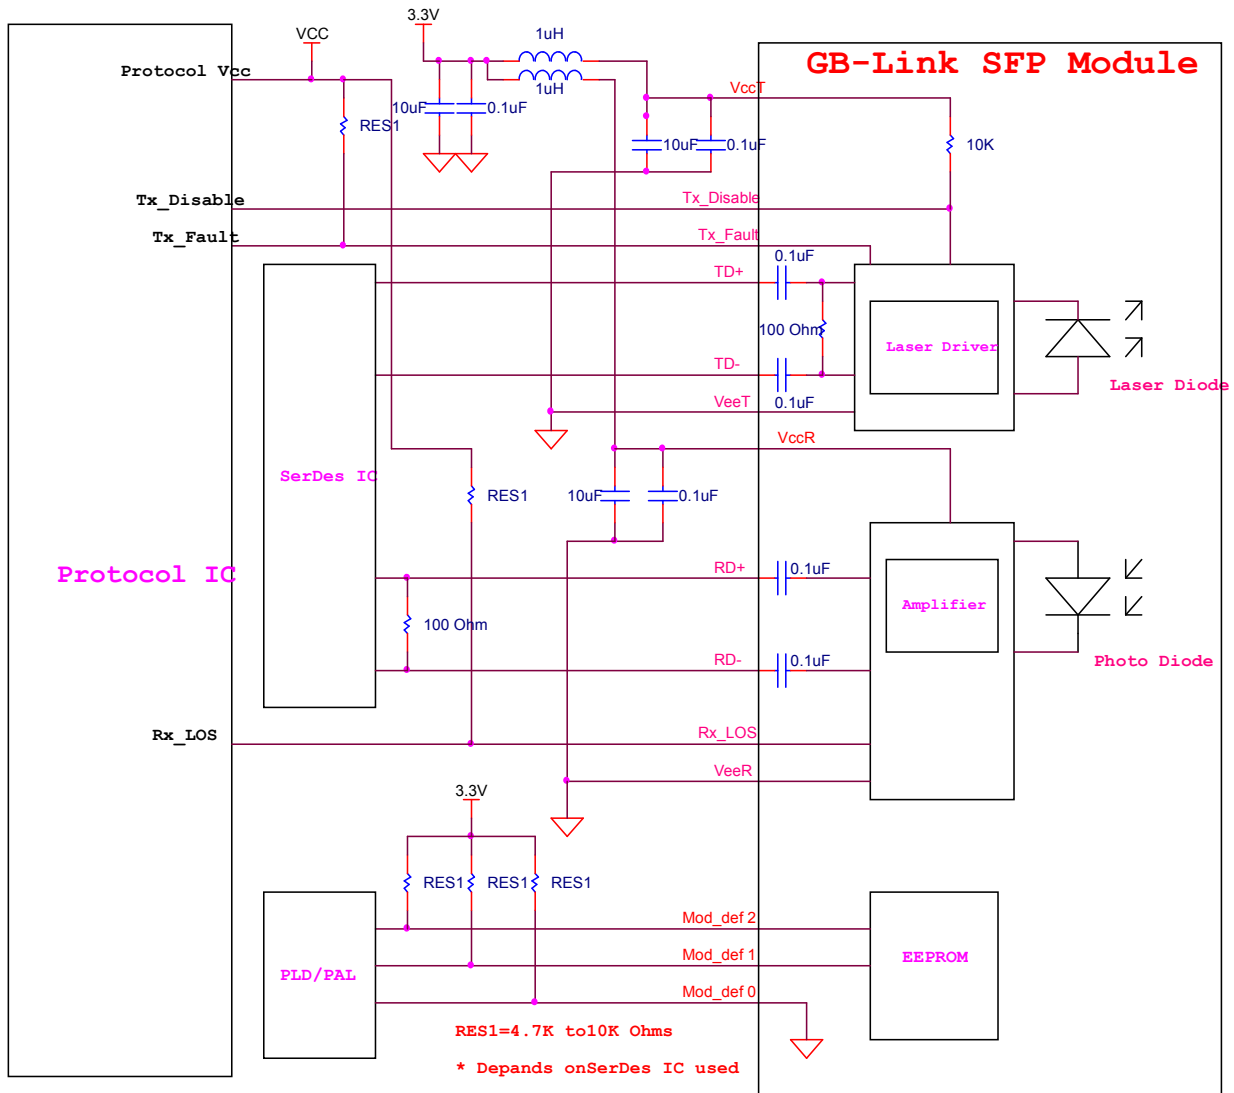 3.3V
VCC
1uH
GB-Link SFP Module
Protocol Vcc
1uH
VccT
10uF
0.1uF
RES1
10uF
0.1uF
10K
Tx_Disable
Tx_Disable
Tx_Fault
Tx_Fault
0.1uF
TD+
100 Ohm
Laser Driver
TD-
Laser Diode
VeeT
0.1uF
VccR
SerDes IC
RES1
10uF
0.1uF
Protocol IC
RD+
0.1uF
Amplifier
100 Ohm
RD-
0.1uF
Photo Diode
Rx_LOS
Rx_LOS
VeeR
3.3V
RES1
RES1
RES1
Mod_def 2
Mod_def 1
EEPROM
PLD/PAL
Mod_def 0
RES1=4.7K to10K Ohms
* Depands onSerDes IC used